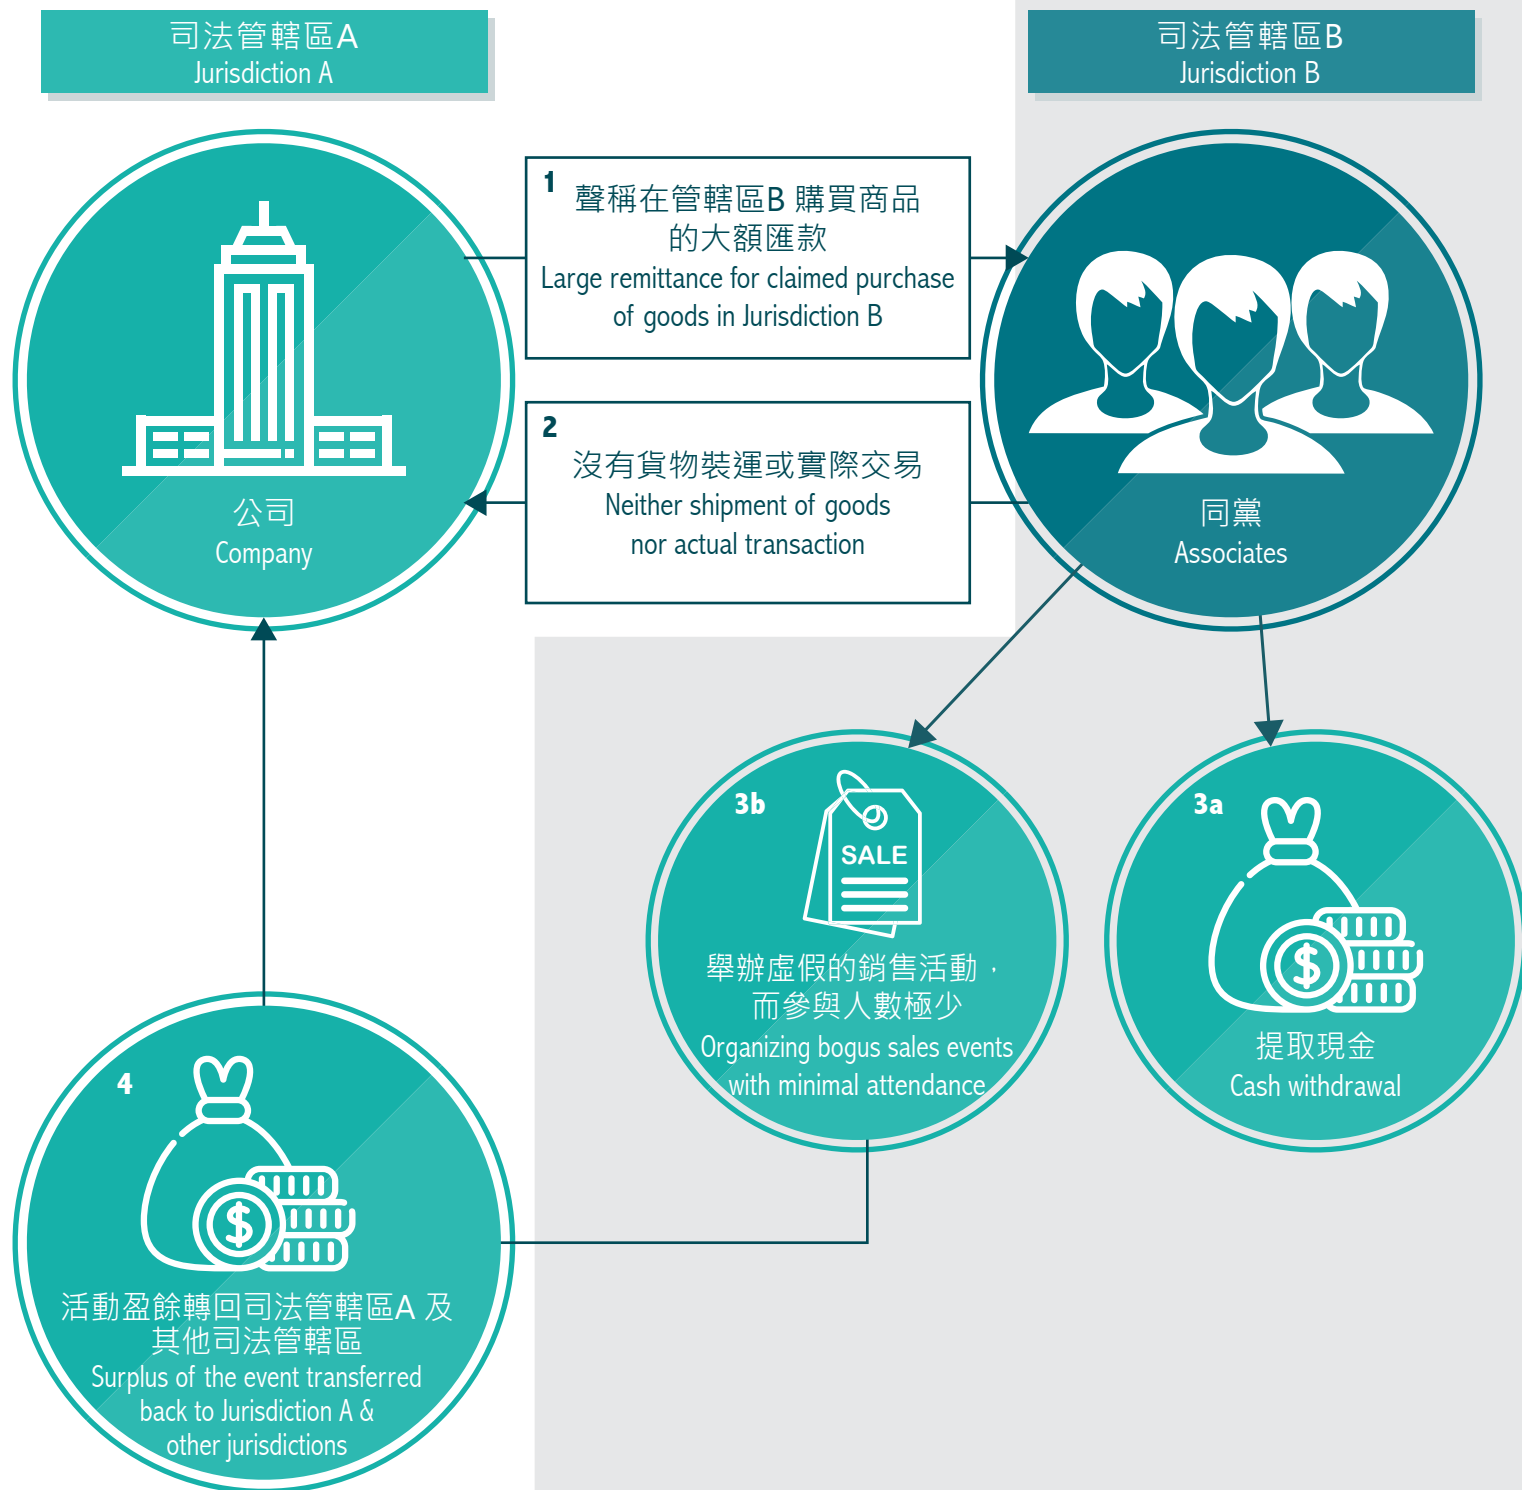 司法管轄區A
Jurisdiction A
司法管轄區B
Jurisdiction B
1
聲稱在管轄區B 購買商品
的大額匯款
Large remittance for claimed purchase
of goods in Jurisdiction B
2
沒有貨物裝運或實際交易
Neither shipment of goods
nor actual transaction
公司
Company
同黨
Associates
3b
SALE
舉辦虛假的銷售活動，
而參與人數極少
Organizing bogus sales events
with minimal attendance
3a
$
提取現金
Cash withdrawal
4
$
活動盈餘轉回司法管轄區A 及
其他司法管轄區
Surplus of the event transferred
back to Jurisdiction A &
other jurisdictions